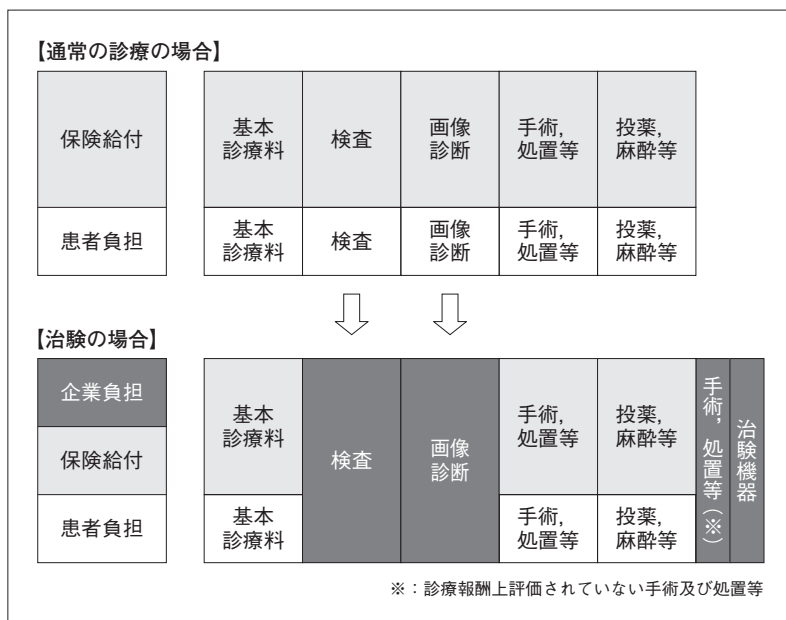 【通常の診療の場合】
保険給付
基本
診療料
検査
画像
診断
手術,
処置等
投薬,
麻酔等
患者負担
基本
診療料
検査
画像
診断
手術,
処置等
投薬,
麻酔等
【治験の場合】
企業負担
保険給付
患者負担
基本
診療料
検査
画像
診断
手術,
処置等
投薬,
麻酔等
手術,処置等(※)
治験機器
基本
診療料
手術,
処置等
投薬,
麻酔等
※：診療報酬上評価されていない手術及び処置等